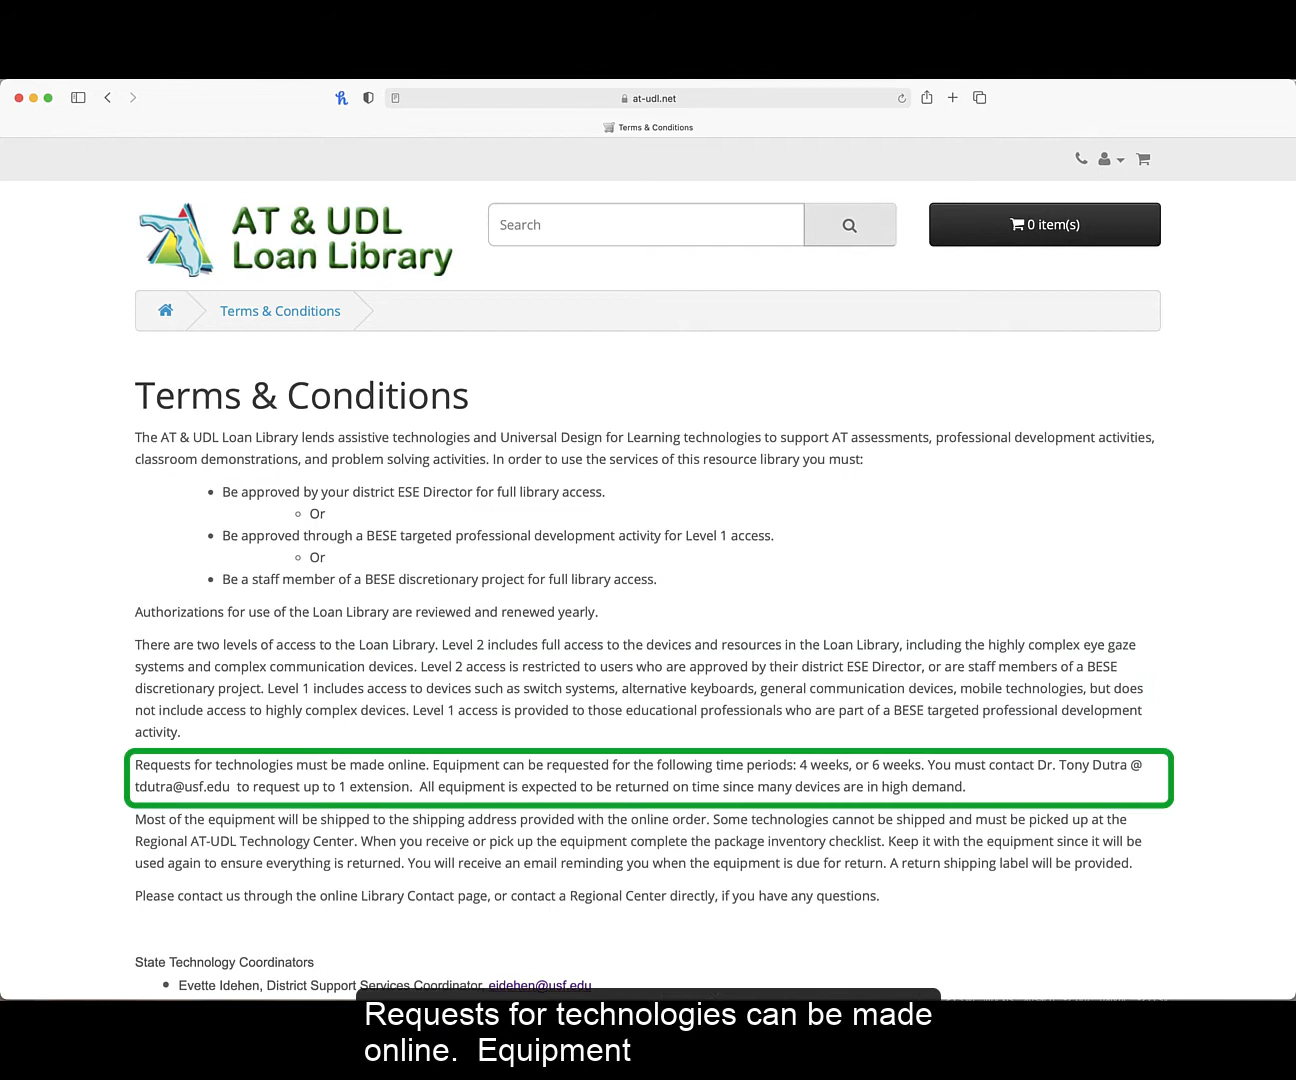 at-udl.net
Terms & Conditions
AT & UDL
Loan Library
Search
0 item(s)
Terms & Conditions
Terms & Conditions
The AT & UDL Loan Library lends assistive technologies and Universal Design for Learning technologies to support AT assessments, professional development activities,
classroom demonstrations, and problem solving activities. In order to use the services of this resource library you must:
• Be approved by your district ESE Director for full library access.
◦ Or
• Be approved through a BESE targeted professional development activity for Level 1 access.
◦ Or
• Be a staff member of a BESE discretionary project for full library access.
Authorizations for use of the Loan Library are reviewed and renewed yearly.
There are two levels of access to the Loan Library. Level 2 includes full access to the devices and resources in the Loan Library, including the highly complex eye gaze
systems and complex communication devices. Level 2 access is restricted to users who are approved by their district ESE Director, or are staff members of a BESE
discretionary project. Level 1 includes access to devices such as switch systems, alternative keyboards, general communication devices, mobile technologies, but does
not include access to highly complex devices. Level 1 access is provided to those educational professionals who are part of a BESE targeted professional development
activity.
Requests for technologies must be made online. Equipment can be requested for the following time periods: 4 weeks, or 6 weeks. You must contact Dr. Tony Dutra @
tdutra@usf.edu to request up to 1 extension. All equipment is expected to be returned on time since many devices are in high demand.
Most of the equipment will be shipped to the shipping address provided with the online order. Some technologies cannot be shipped and must be picked up at the
Regional AT-UDL Technology Center. When you receive or pick up the equipment complete the package inventory checklist. Keep it with the equipment since it will be
used again to ensure everything is returned. You will receive an email reminding you when the equipment is due for return. A return shipping label will be provided.
Please contact us through the online Library Contact page, or contact a Regional Center directly, if you have any questions.
State Technology Coordinators
• Evette Idehen, District Support Services Coordinator, eidehen@usf.edu
Requests for technologies can be made
online. Equipment